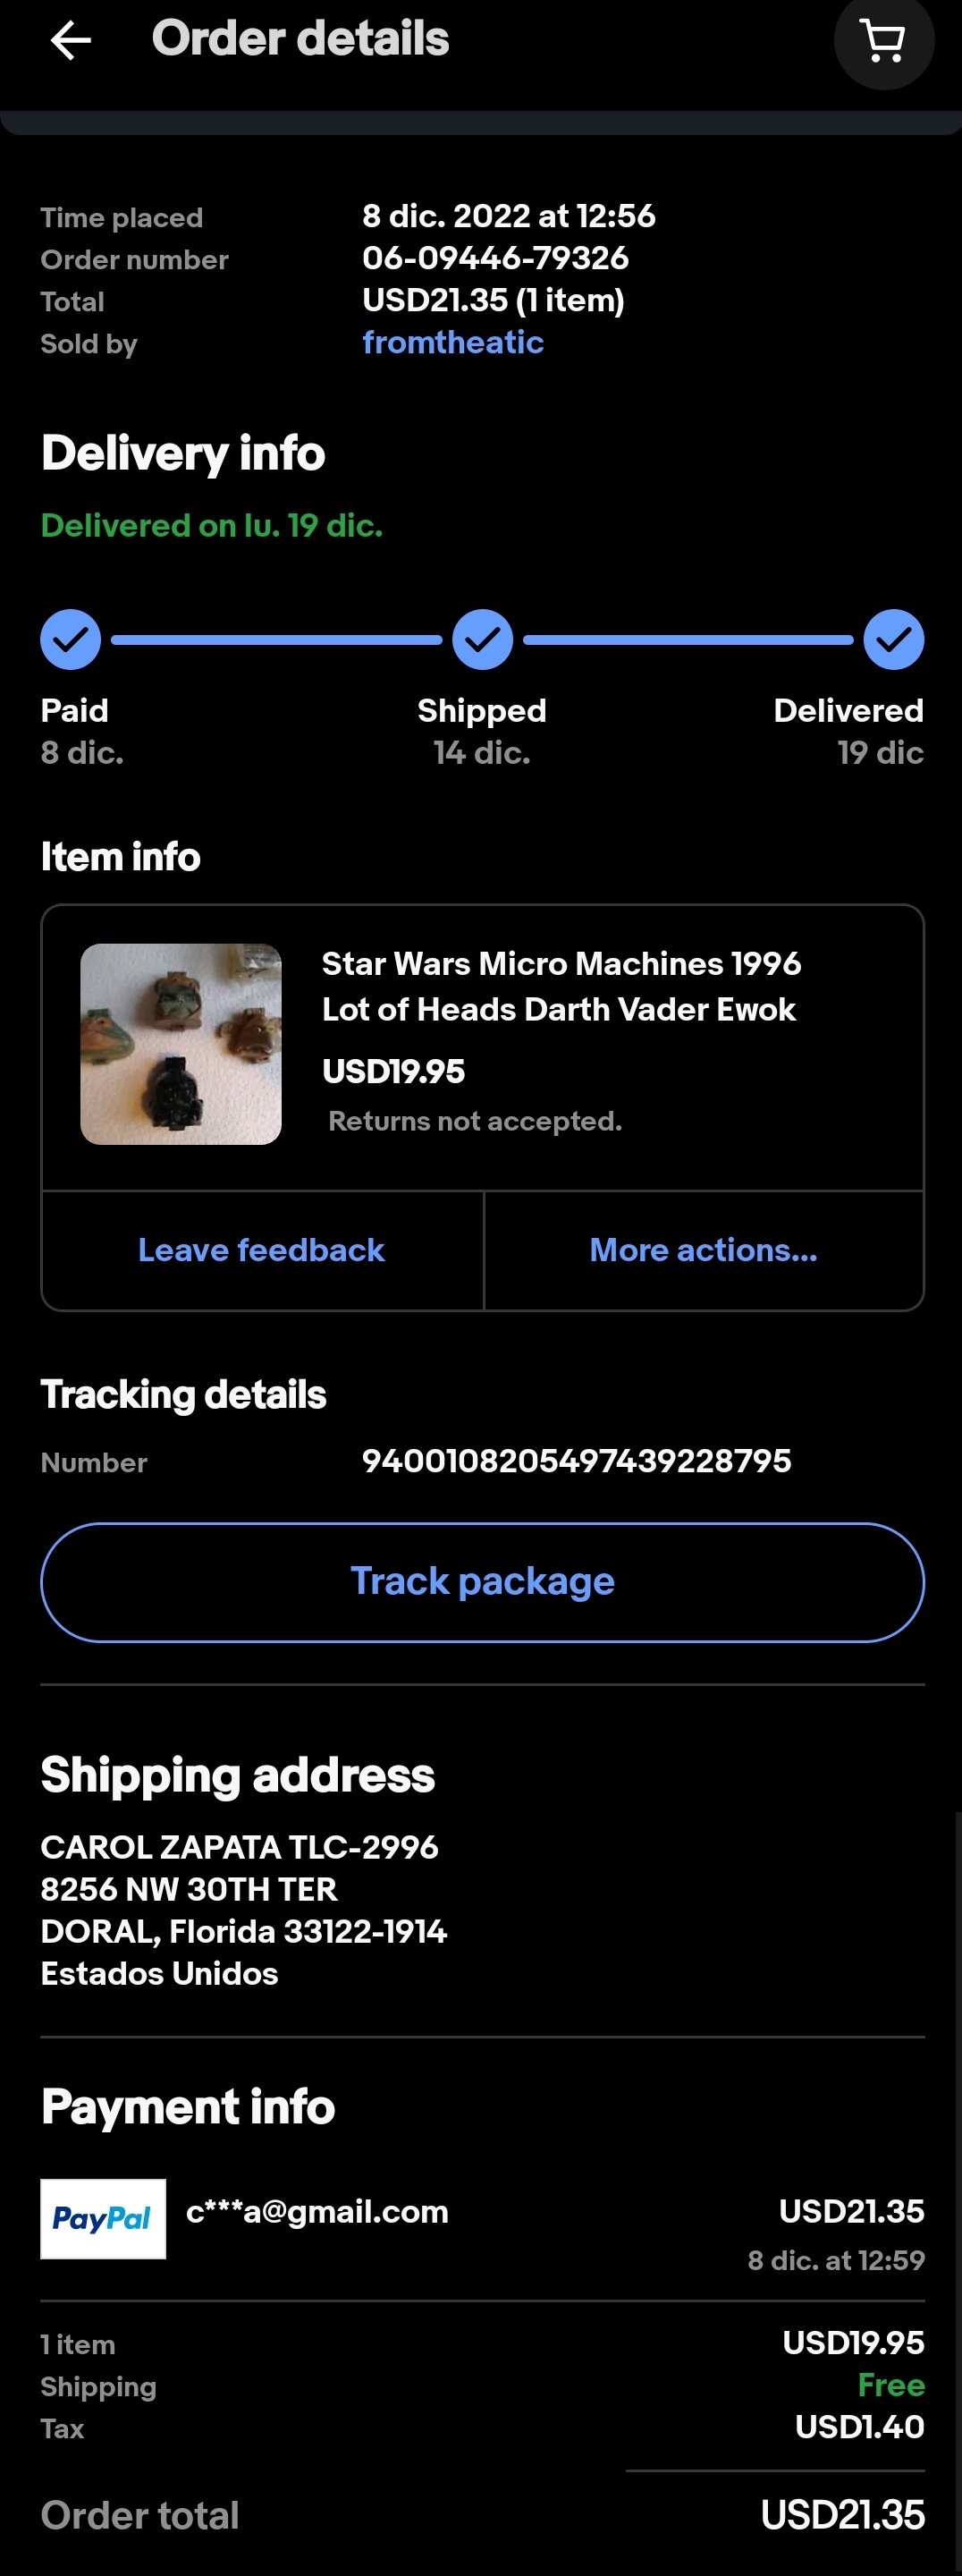 Order details
Time placed 8 dic. 2022 at 12:56
Order number 06-09446-79326
Total USD21.35 (1 item)
Sold by fromtheatic
Delivery info
Delivered on lu. 19 dic.
Paid Shipped Delivered
8 dic. 14 dic. 19 dic
Item info
Star Wars Micro Machines 1996
Lot of Heads Darth Vader Ewok
USD19.95
Returns not accepted.
Leave feedback More actions...
Tracking details
Number 9400108205497439228795
Track package
Shipping address
CAROL ZAPATA TLC-2996
8256 NW 30TH TER
DORAL, Florida 33122-1914
Estados Unidos
Payment info
PayPal c***a@gmail.com USD21.35
8 dic. at 12:59
1 item USD19.95
Shipping Free
Tax USD1.40
Order total USD21.35